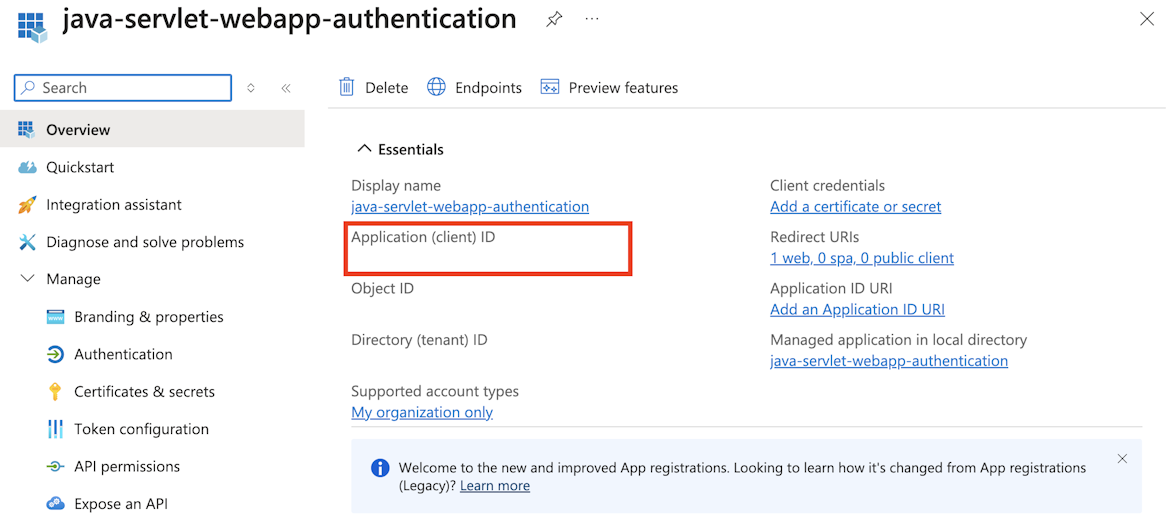 java-servlet-webapp-authentication
Search
Delete
Endpoints
Preview features
Overview
Quickstart
Integration assistant
Diagnose and solve problems
Manage
Branding & properties
Authentication
Certificates & secrets
Token configuration
API permissions
Expose an API
Essentials
Display name
java-servlet-webapp-authentication
Application (client) ID
Object ID
Directory (tenant) ID
Supported account types
My organization only
Client credentials
Add a certificate or secret
Redirect URIs
1 web, 0 spa, 0 public client
Application ID URI
Add an Application ID URI
Managed application in local directory
java-servlet-webapp-authentication
Welcome to the new and improved App registrations. Looking to learn how it's changed from App registrations
(Legacy)? Learn more